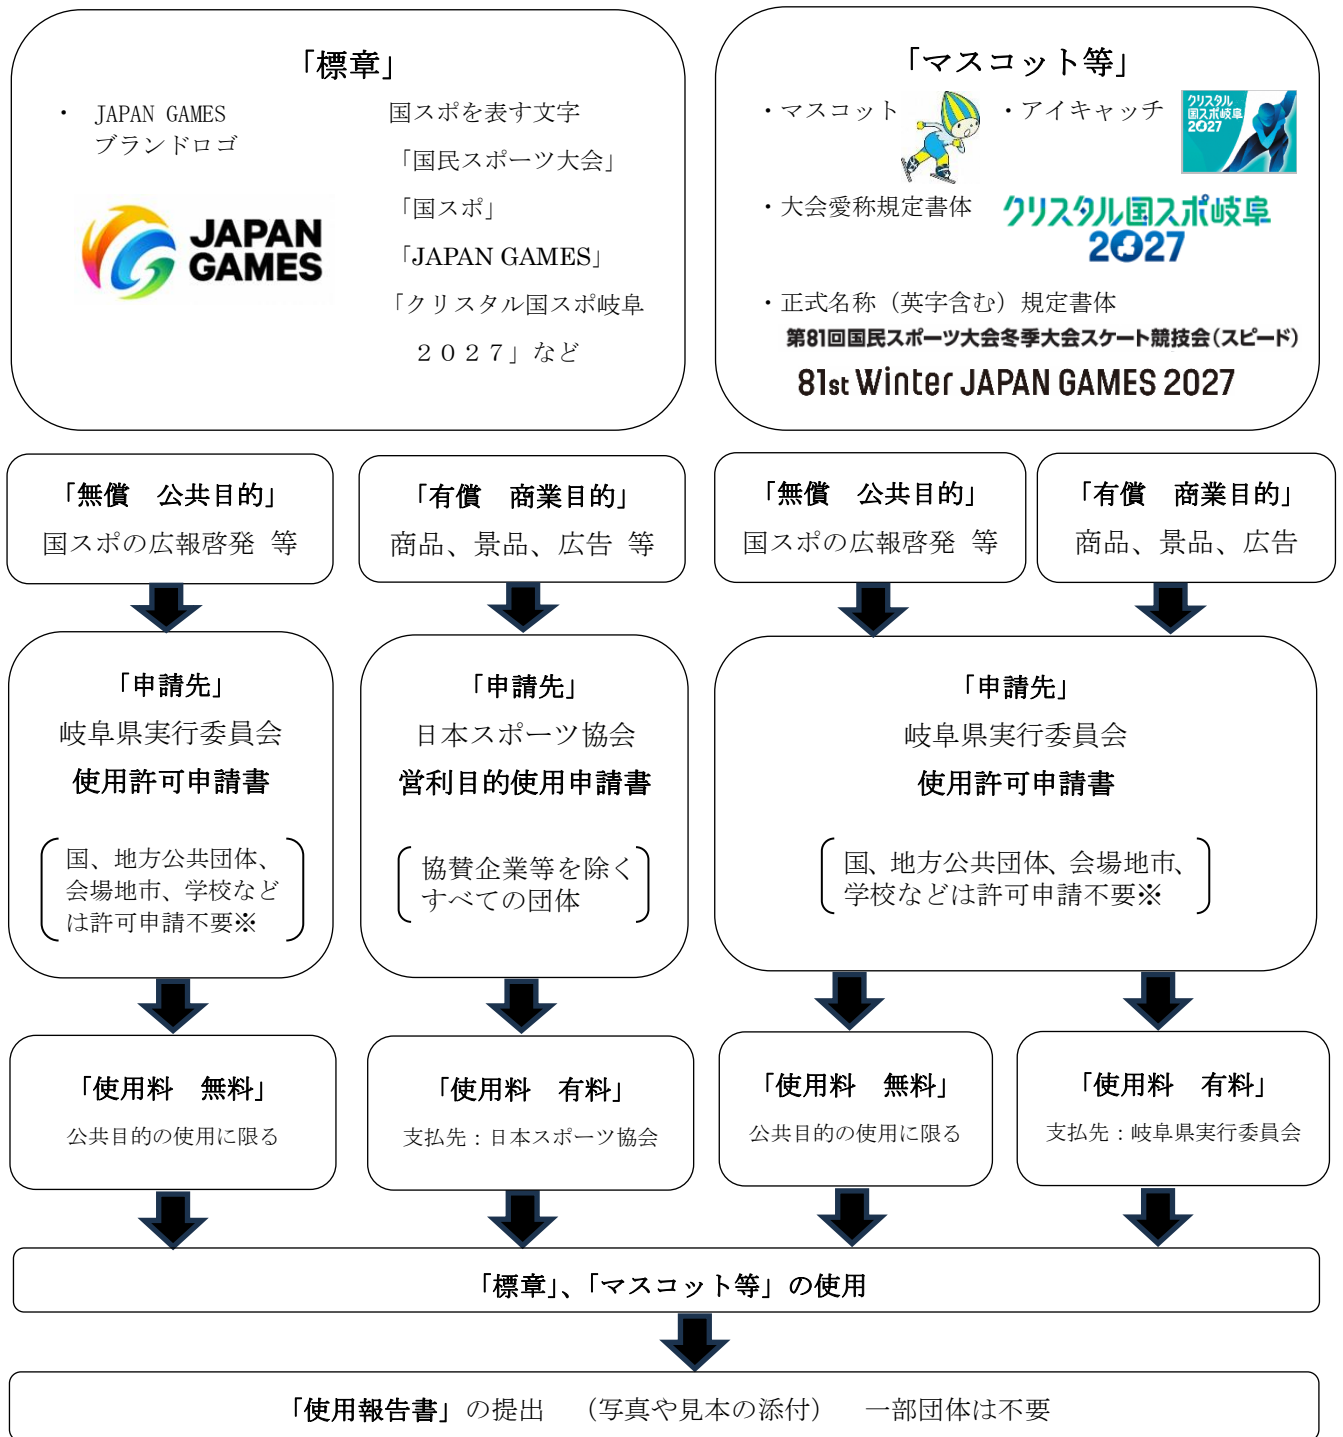 「標章」
・ JAPAN GAMES
ブランドロゴ
JAPAN
GAMES
国スポを表す文字
「国民スポーツ大会」
「国スポ」
「JAPAN GAMES」
「クリスタル国スポ岐阜
２０２７」など
「マスコット等」
・マスコット
・アイキャッチ
クリスタル
国スポ岐阜
2027
・大会愛称規定書体
クリスタル国スポ岐阜
2027
・正式名称（英字含む）規定書体
第81回国民スポーツ大会冬季大会スケート競技会（スピード）
81st Winter JAPAN GAMES 2027
「無償　公共目的」
国スポの広報啓発 等
「有償　商業目的」
商品、景品、広告 等
「無償　公共目的」
国スポの広報啓発 等
「有償　商業目的」
商品、景品、広告
「申請先」
岐阜県実行委員会
使用許可申請書
国、地方公共団体、
会場地市、学校など
は許可申請不要※
「申請先」
日本スポーツ協会
営利目的使用申請書
協賛企業等を除く
すべての団体
「申請先」
岐阜県実行委員会
使用許可申請書
国、地方公共団体、会場地市、
学校などは許可申請不要※
「使用料　無料」
公共目的の使用に限る
「使用料　有料」
支払先：日本スポーツ協会
「使用料　無料」
公共目的の使用に限る
「使用料　有料」
支払先：岐阜県実行委員会
「標章」、「マスコット等」の使用
「使用報告書」の提出　（写真や見本の添付）　一部団体は不要